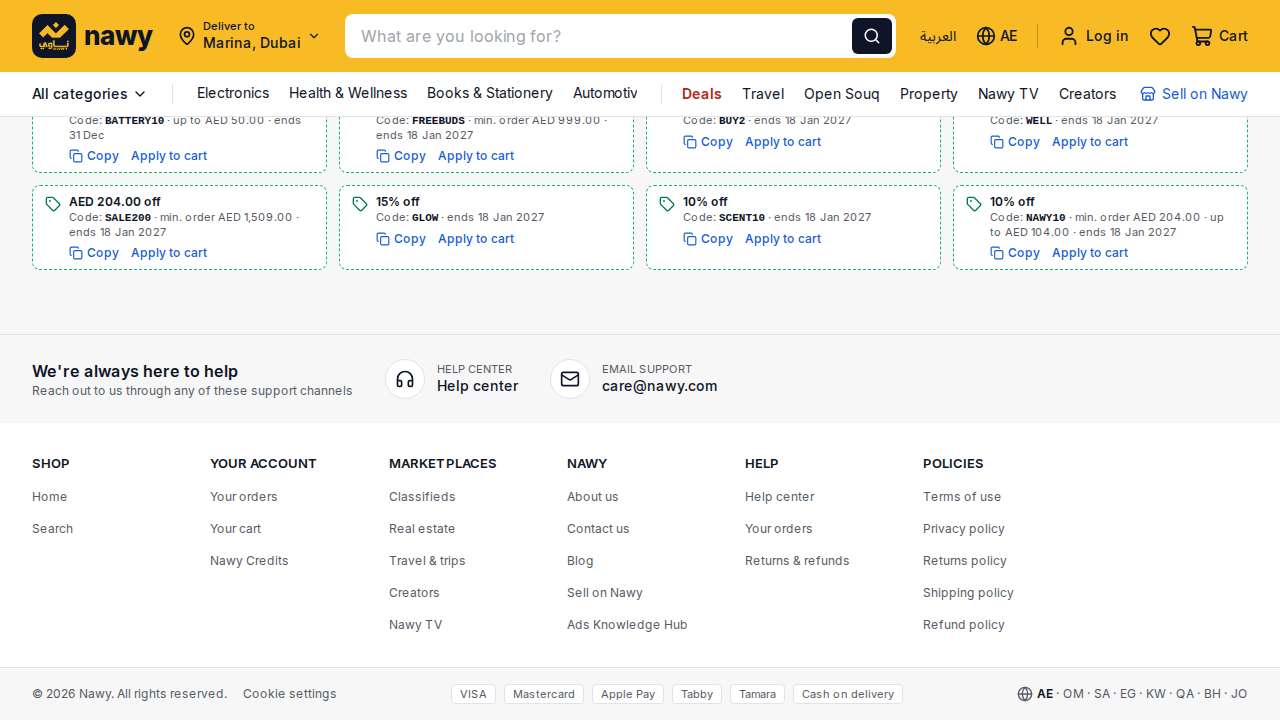 نـــاوي
NAWY
nawy
Deliver to
Marina, Dubai
What are you looking for?
العربية
AE
Log in
Cart
All categories
Electronics
Health & Wellness
Books & Stationery
Automotiv
Deals
Travel
Open Souq
Property
Nawy TV
Creators
Sell on Nawy
Code: BATTERY10 · up to AED 50.00 · ends
31 Dec
Copy Apply to cart
Code: FREEBUDS · min. order AED 999.00 ·
ends 18 Jan 2027
Copy Apply to cart
Code: BUY2 · ends 18 Jan 2027
Copy Apply to cart
Code: WELL · ends 18 Jan 2027
Copy Apply to cart
AED 204.00 off
Code: SALE200 · min. order AED 1,509.00 ·
ends 18 Jan 2027
Copy Apply to cart
15% off
Code: GLOW · ends 18 Jan 2027
Copy Apply to cart
10% off
Code: SCENT10 · ends 18 Jan 2027
Copy Apply to cart
10% off
Code: NAWY10 · min. order AED 204.00 · up
to AED 104.00 · ends 18 Jan 2027
Copy Apply to cart
We're always here to help
Reach out to us through any of these support channels
HELP CENTER
Help center
EMAIL SUPPORT
care@nawy.com
SHOP
Home
Search
YOUR ACCOUNT
Your orders
Your cart
Nawy Credits
MARKETPLACES
Classifieds
Real estate
Travel & trips
Creators
Nawy TV
NAWY
About us
Contact us
Blog
Sell on Nawy
Ads Knowledge Hub
HELP
Help center
Your orders
Returns & refunds
POLICIES
Terms of use
Privacy policy
Returns policy
Shipping policy
Refund policy
© 2026 Nawy. All rights reserved.
Cookie settings
VISA
Mastercard
Apple Pay
Tabby
Tamara
Cash on delivery
AE · OM · SA · EG · KW · QA · BH · JO